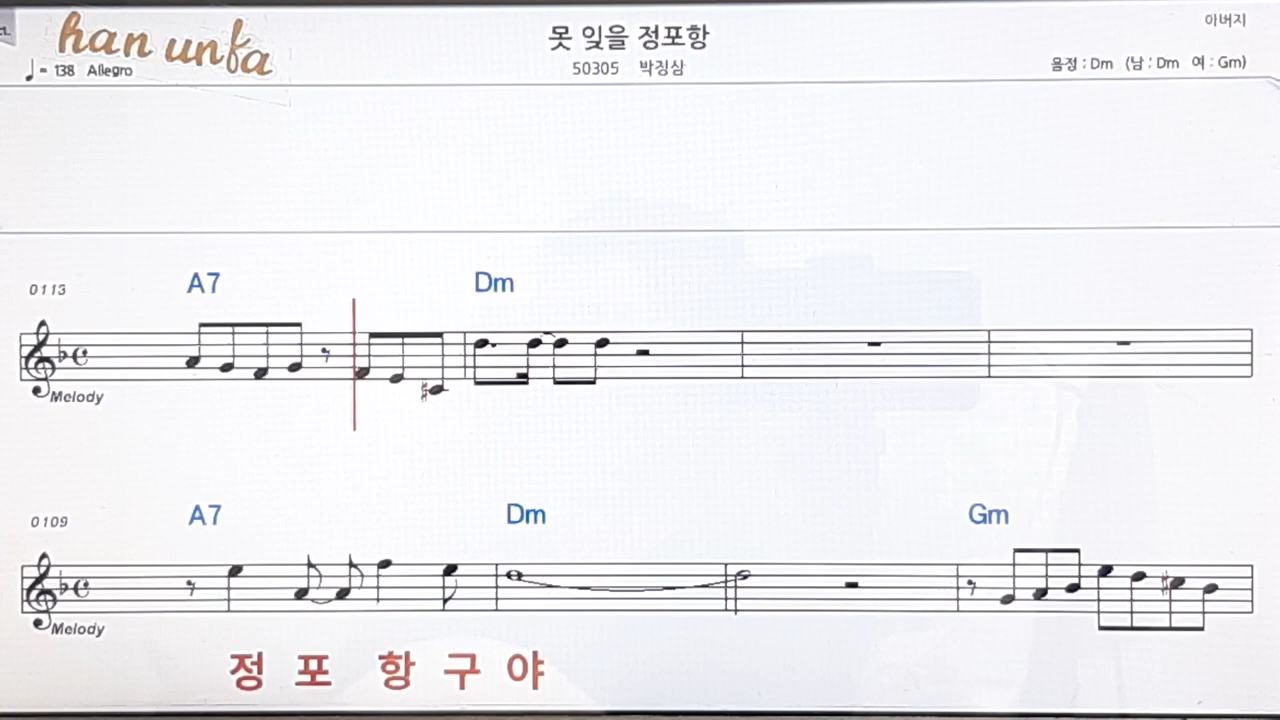 han unfa
♩= 138 Allegro
못 잊을 정포항
50305 박징삼
아버지
음정 : Dm (남 : Dm 여 : Gm)
0113
A7 Dm
Melody
0109
A7 Dm Gm
Melody
정 포 항 구 야